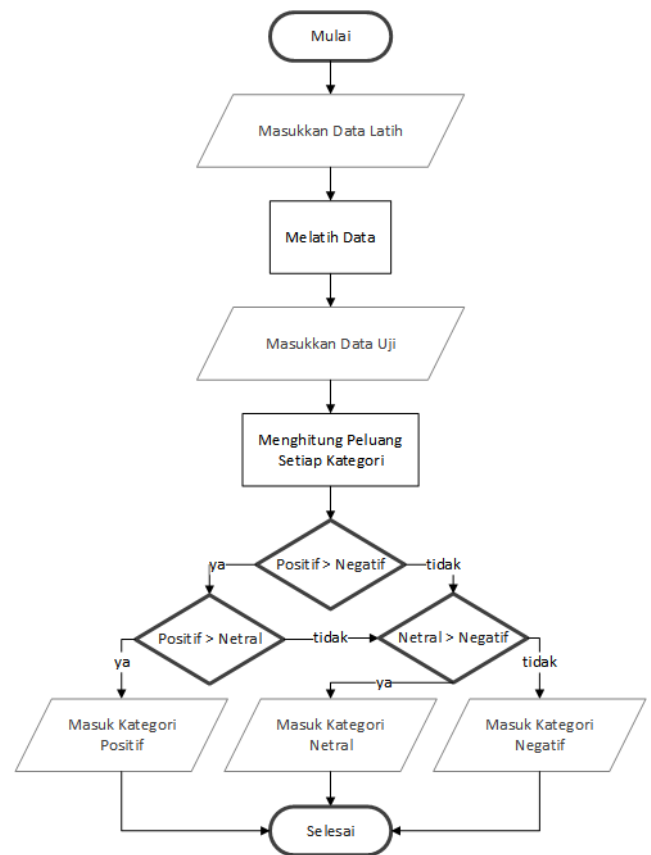 Mulai
Masukkan Data Latih
Melatih Data
Masukkan Data Uji
Menghitung Peluang
Setiap Kategori
Positif > Negatif
ya
tidak
Positif > Netral
tidak
Netral > Negatif
ya
ya
tidak
Masuk Kategori
Positif
Masuk Kategori
Netral
Masuk Kategori
Negatif
Selesai